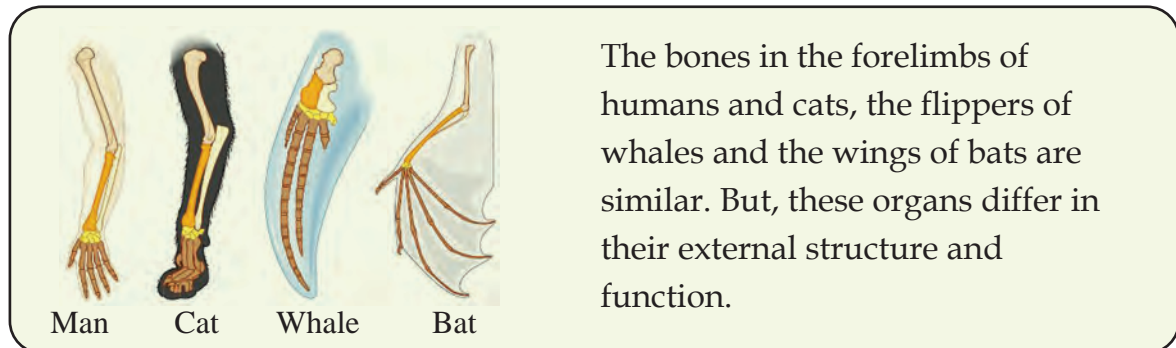 The bones in the forelimbs of
humans and cats, the flippers of
whales and the wings of bats are
similar. But, these organs differ in
their external structure and
function.
Man Cat Whale Bat